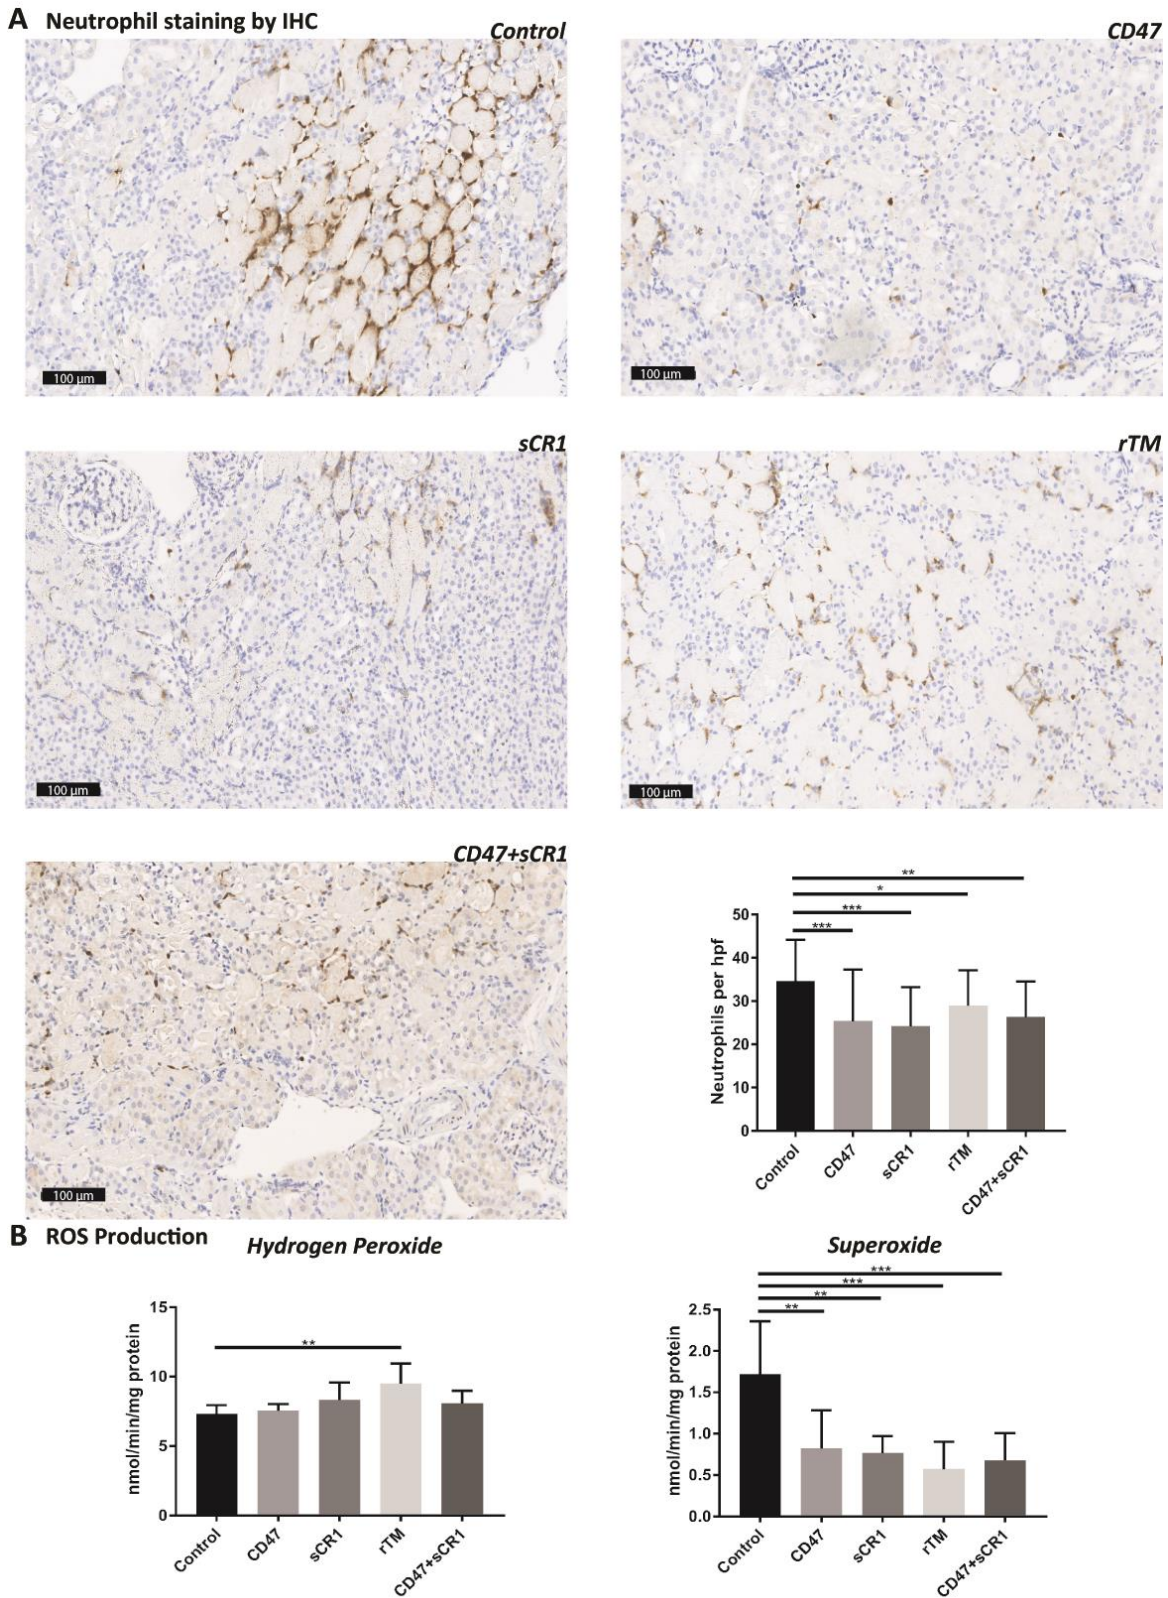 A Neutrophil staining by IHC
Control
CD47
100 µm
100 µm
sCR1
rTM
100 µm
100 µm
CD47+sCR1
100 µm
**
*
***
***
Neutrophils per hpf
50
40
30
20
10
0
Control
CD47
sCR1
rTM
CD47+sCR1
B ROS Production
Hydrogen Peroxide
**
nmol/min/mg protein
15
10
5
0
Control
CD47
sCR1
rTM
CD47+sCR1
Superoxide
***
***
**
**
nmol/min/mg protein
2.5
2.0
1.5
1.0
0.5
0.0
Control
CD47
sCR1
rTM
CD47+sCR1